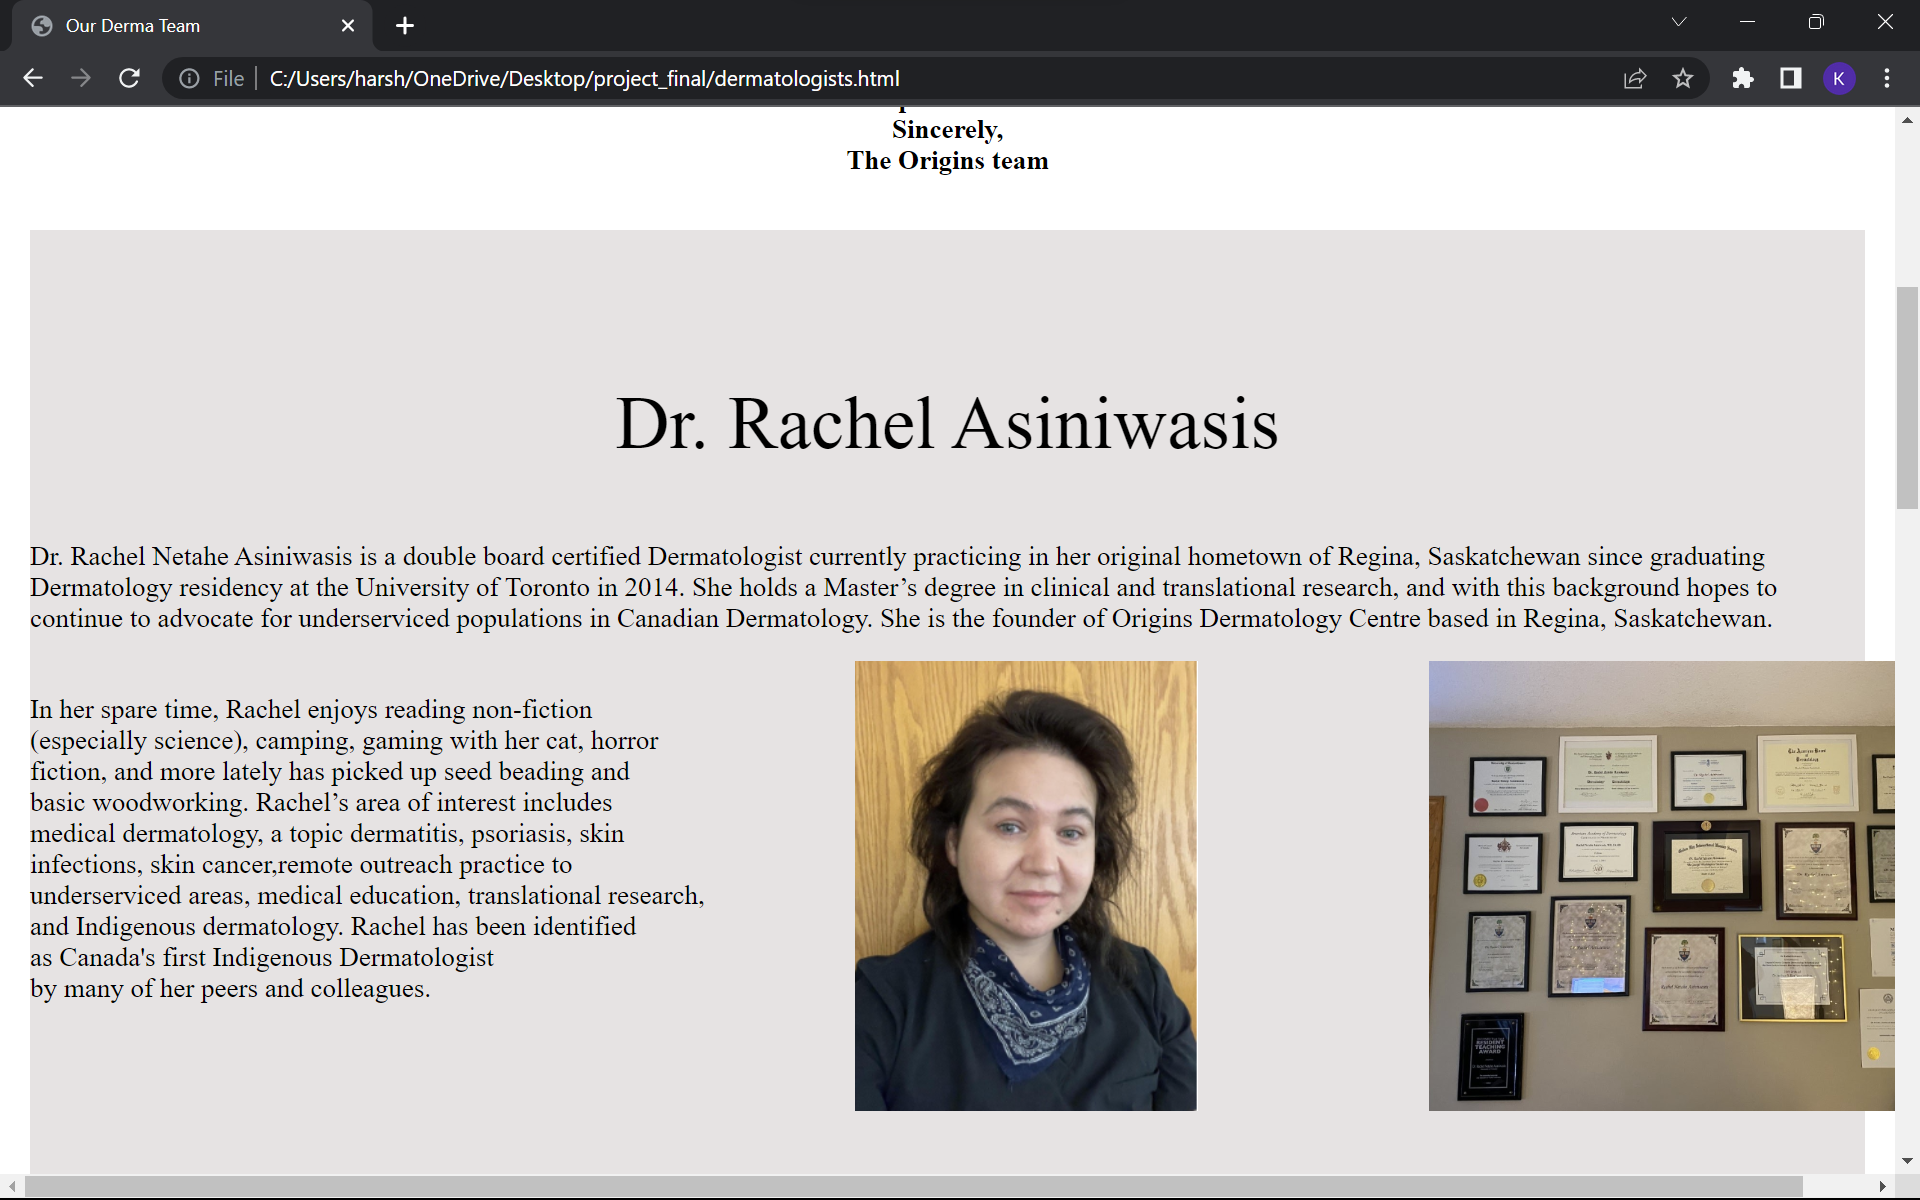 Our Derma Team
File C:/Users/harsh/OneDrive/Desktop/project_final/dermatologists.html
K
Sincerely,
The Origins team
Dr. Rachel Asiniwasis
Dr. Rachel Netahe Asiniwasis is a double board certified Dermatologist currently practicing in her original hometown of Regina, Saskatchewan since graduating
Dermatology residency at the University of Toronto in 2014. She holds a Master’s degree in clinical and translational research, and with this background hopes to
continue to advocate for underserviced populations in Canadian Dermatology. She is the founder of Origins Dermatology Centre based in Regina, Saskatchewan.
In her spare time, Rachel enjoys reading non-fiction
(especially science), camping, gaming with her cat, horror
fiction, and more lately has picked up seed beading and
basic woodworking. Rachel’s area of interest includes
medical dermatology, a topic dermatitis, psoriasis, skin
infections, skin cancer,remote outreach practice to
underserviced areas, medical education, translational research,
and Indigenous dermatology. Rachel has been identified
as Canada's first Indigenous Dermatologist
by many of her peers and colleagues.
RESIDENT
TEACHING
AWARD